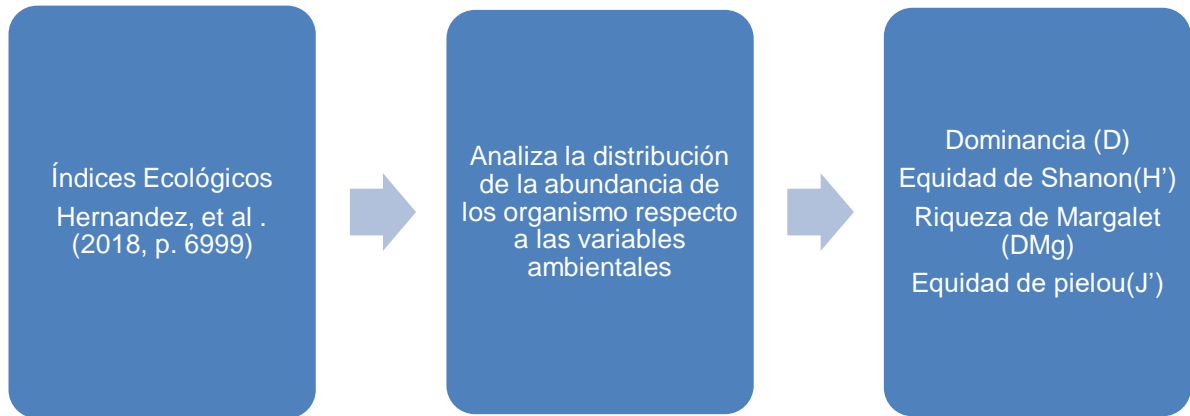 Índices Ecológicos
Hernandez, et al .
(2018, p. 6999)
Analiza la distribución
de la abundancia de
los organismo respecto
a las variables
ambientales
Dominancia (D)
Equidad de Shanon(H’)
Riqueza de Margalet
(DMg)
Equidad de pielou(J’)